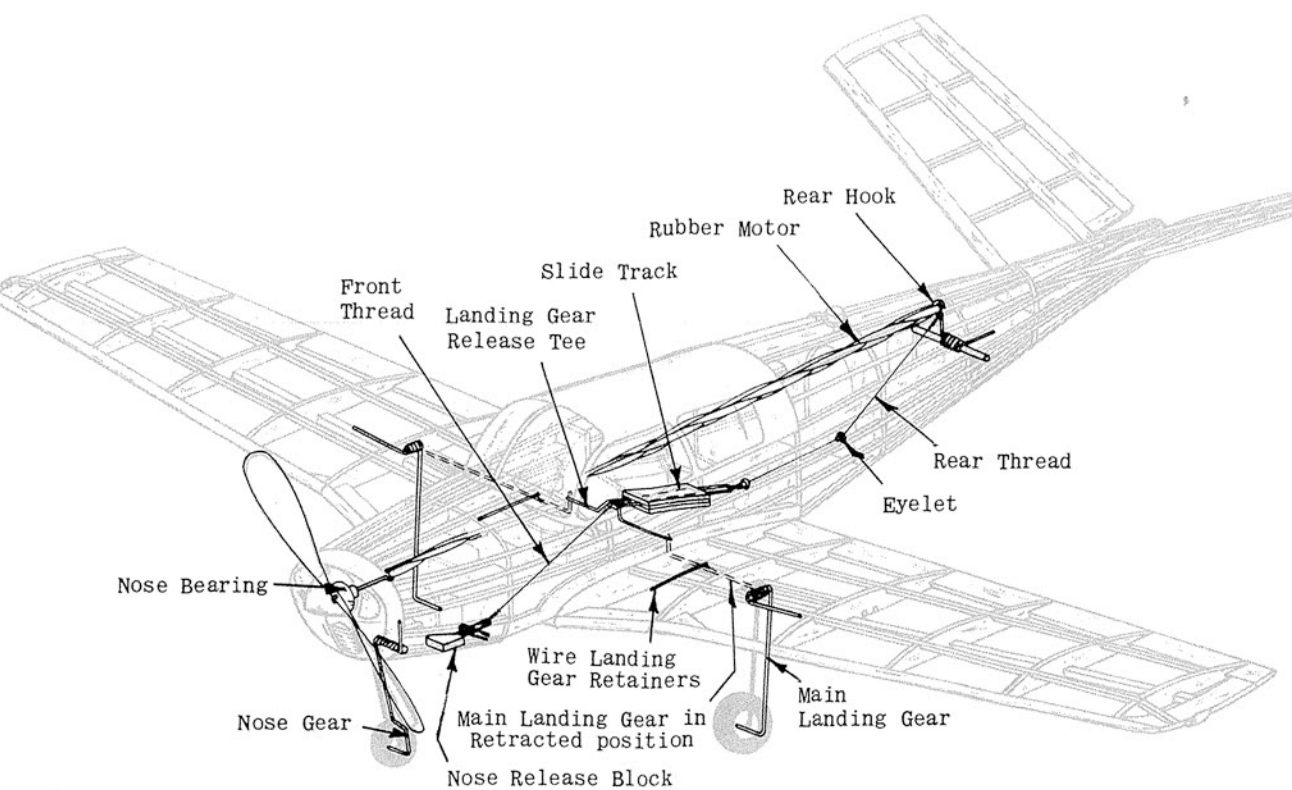 Rear Hook
Rubber Motor
Slide Track
Front
Thread
Landing Gear
Release Tee
Rear Thread
Eyelet
Nose Bearing
Wire Landing
Gear Retainers
Main
Landing Gear
Nose Gear
Main Landing Gear in
Retracted position
Nose Release Block